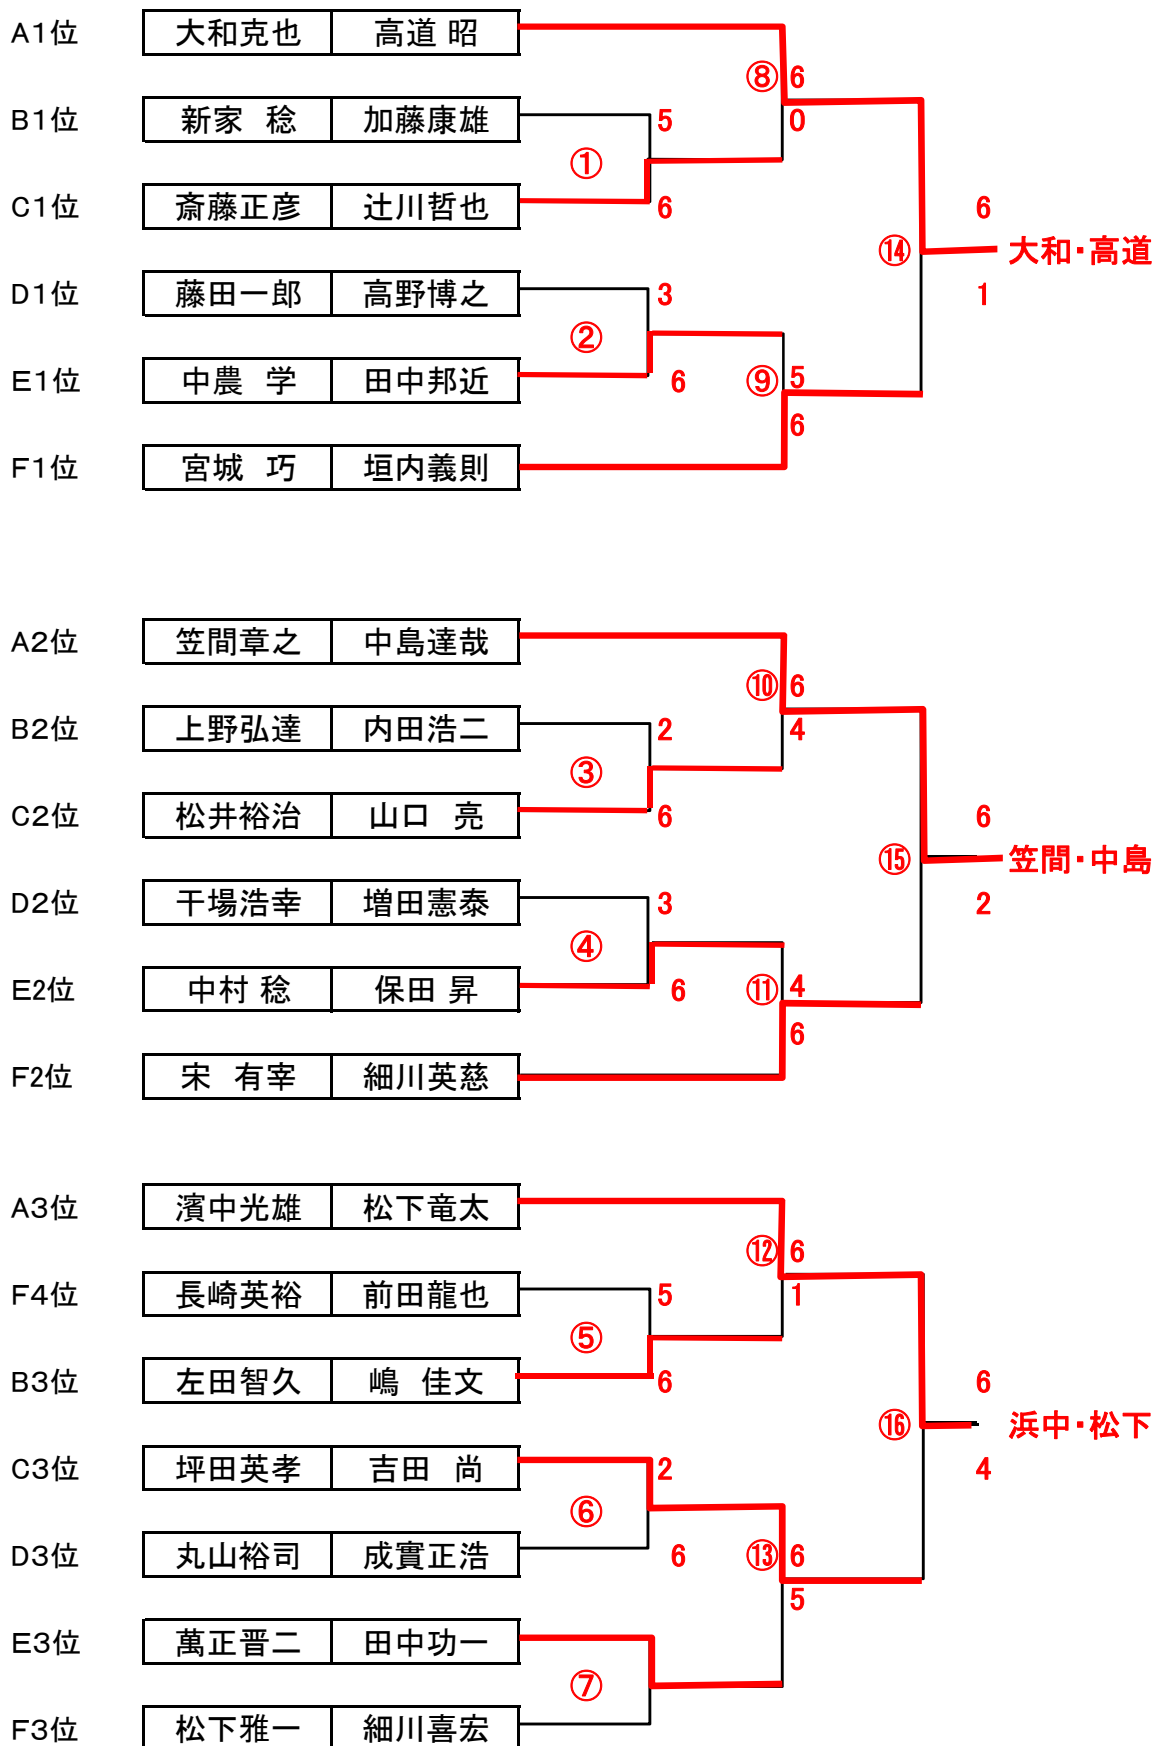 A1位 大和克也 高道 昭
⑧ 6
B1位 新家 稔 加藤康雄 5 0
①
C1位 斎藤正彦 辻川哲也 6 6
⑭ 大和・高道
D1位 藤田一郎 高野博之 3 1
②
E1位 中農 学 田中邦近 6 ⑨ 5
6
F1位 宮城 巧 垣内義則
A2位 笠間章之 中島達哉
⑩ 6
B2位 上野弘達 内田浩二 2 4
③
C2位 松井裕治 山口 亮 6 6
⑮ 笠間・中島
D2位 干場浩幸 増田憲泰 3 2
④
E2位 中村 稔 保田 昇 6 ⑪ 4
6
F2位 宋 有宰 細川英慈
A3位 濱中光雄 松下竜太
⑫ 6
F4位 長崎英裕 前田龍也 5 1
⑤
B3位 左田智久 嶋 佳文 6 6
⑯ 浜中・松下
C3位 坪田英孝 吉田 尚 2 4
⑥
D3位 丸山裕司 成實正浩 6 ⑬ 6
5
E3位 萬正晋二 田中功一
⑦
F3位 松下雅一 細川喜宏